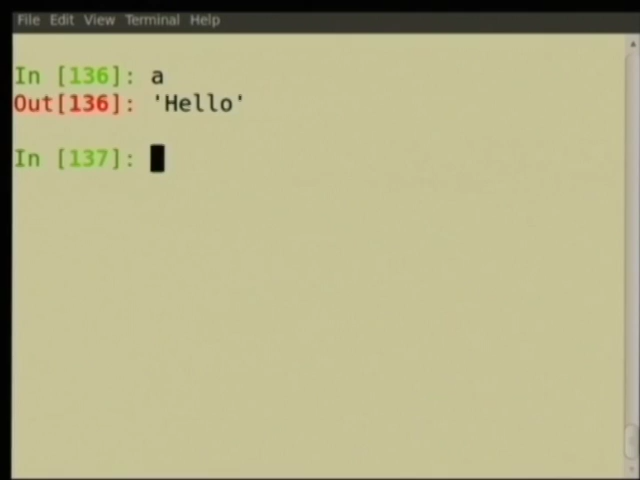 File Edit View Terminal Help
In [136]: a
Out[136]: 'Hello'
In [137]: